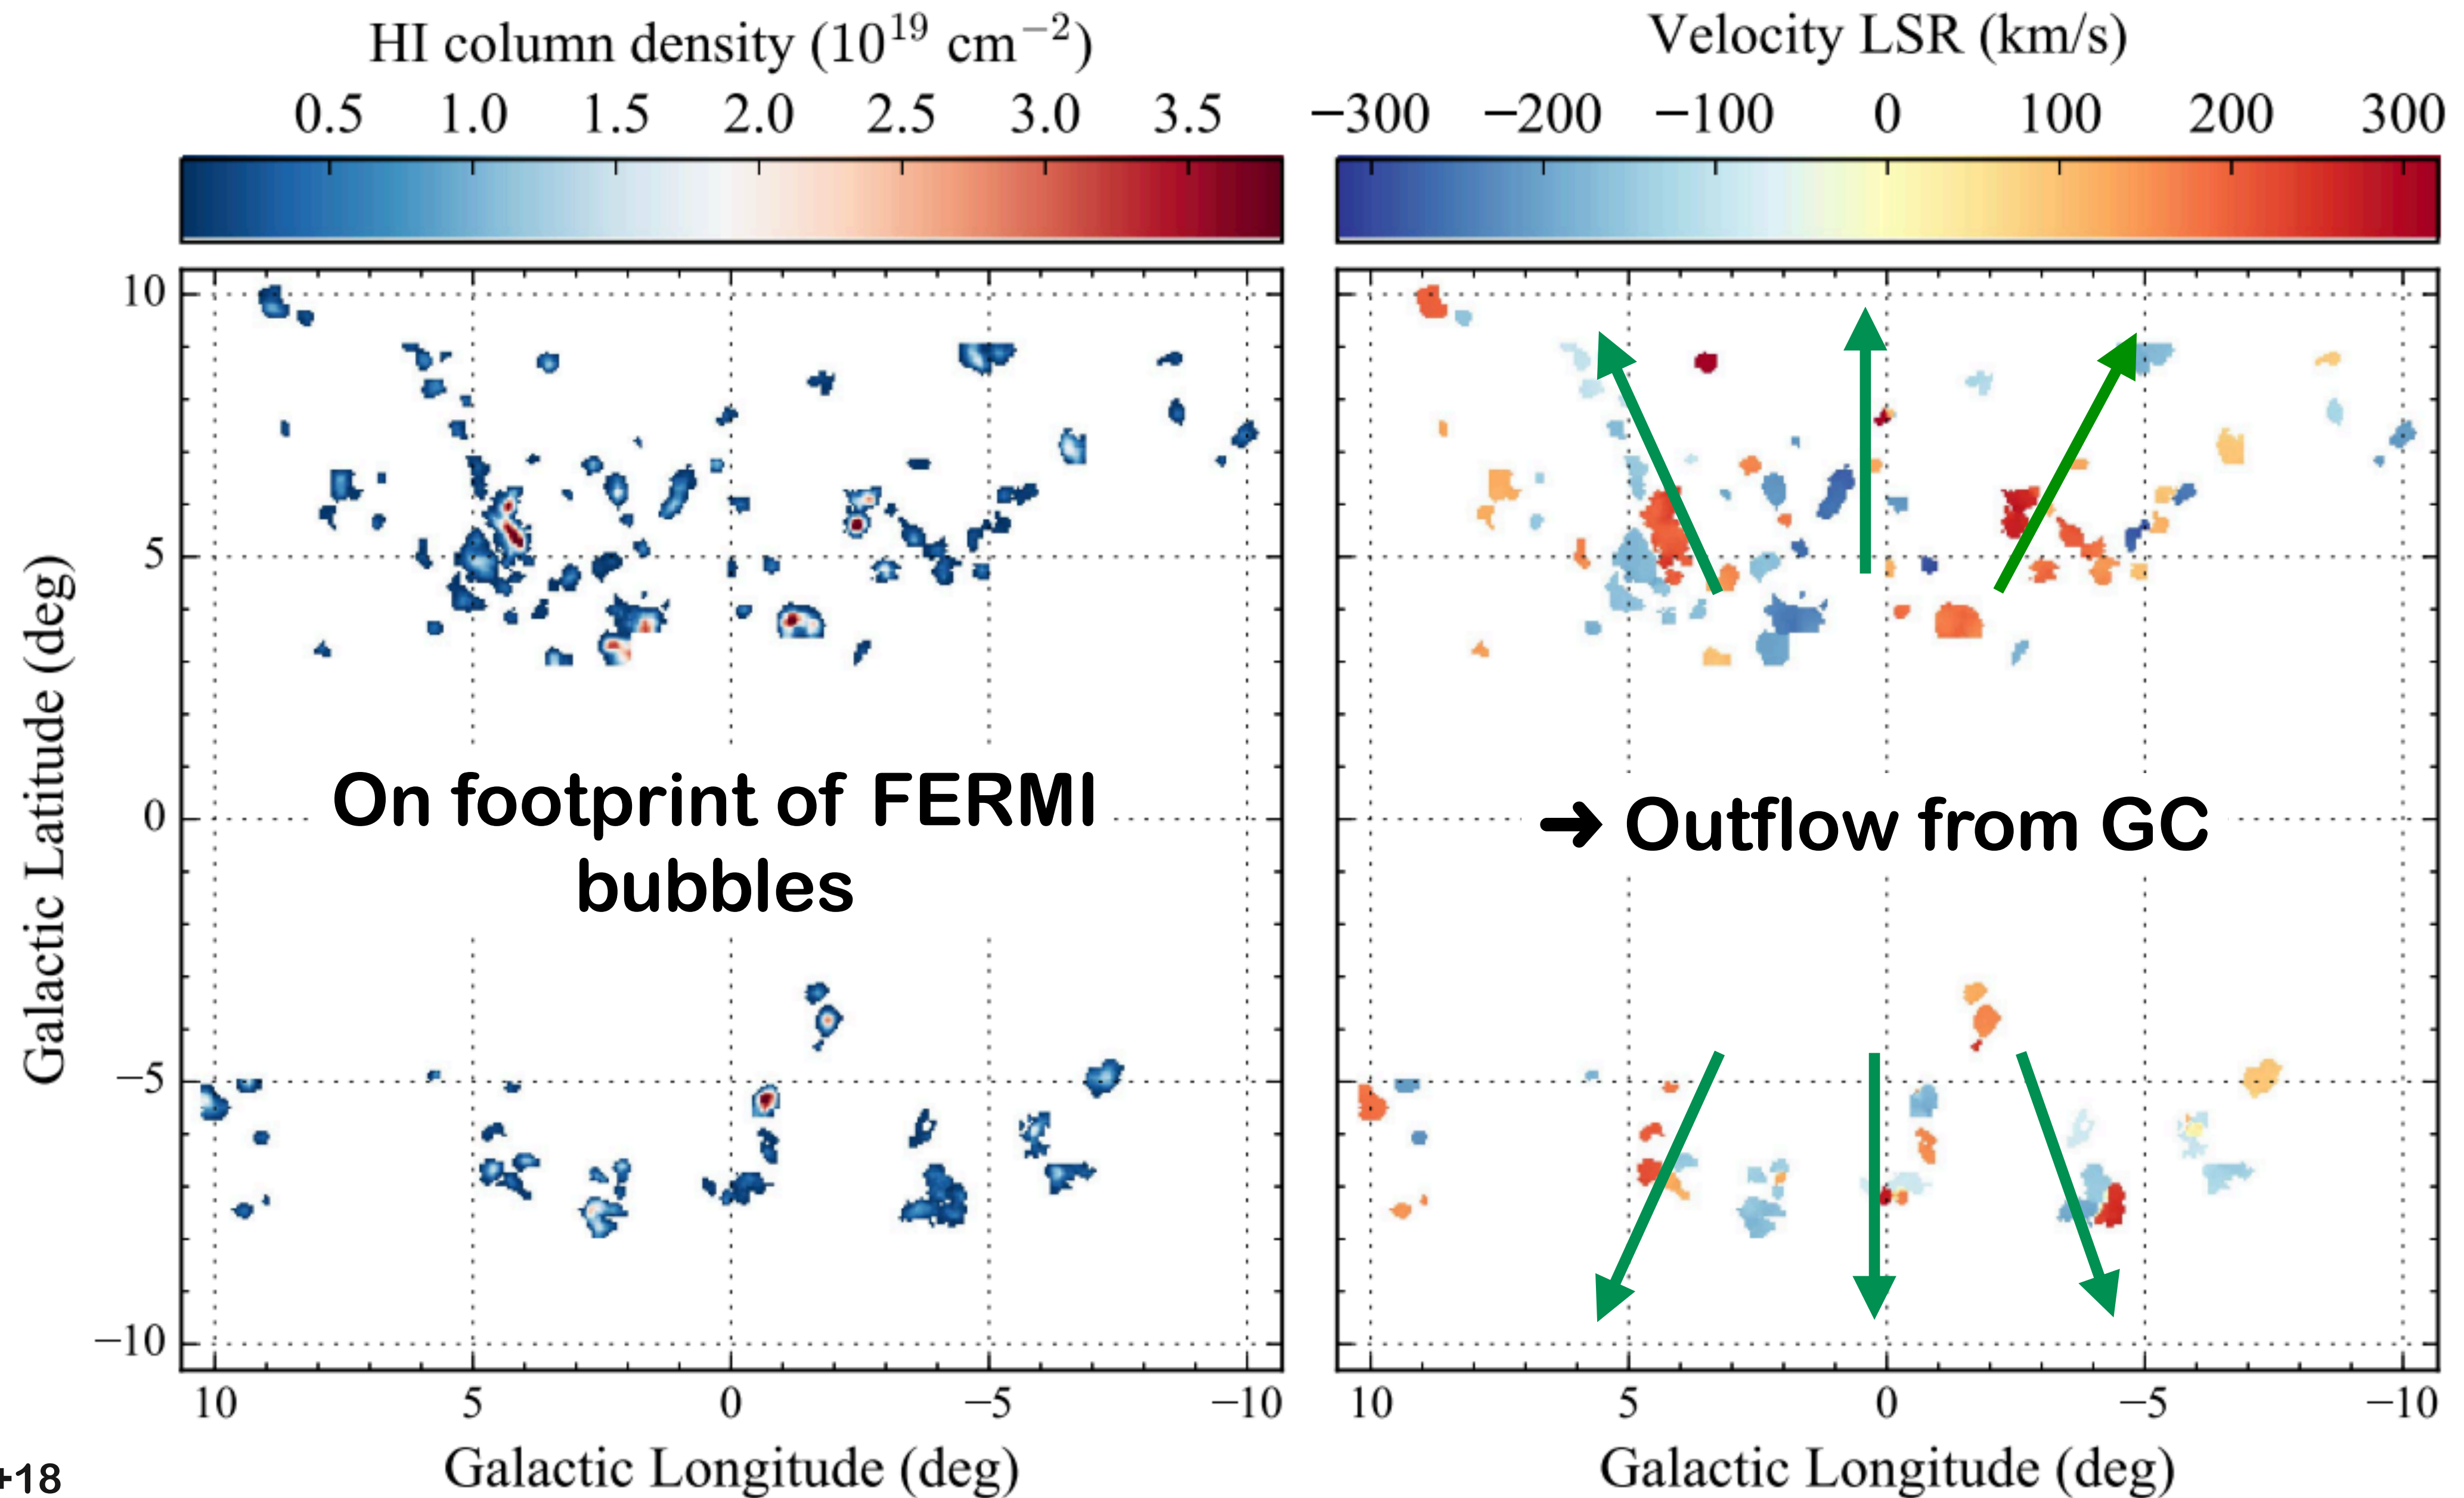 HI column density (10¹⁹ cm⁻²)
0.5 1.0 1.5 2.0 2.5 3.0 3.5
Velocity LSR (km/s)
−300 −200 −100 0 100 200 300
Galactic Latitude (deg)
10
5
0
−5
−10
On footprint of FERMI
bubbles
➜ Outflow from GC
10 5 0 −5 −10
Galactic Longitude (deg)
10 5 0 −5 −10
Galactic Longitude (deg)
+18